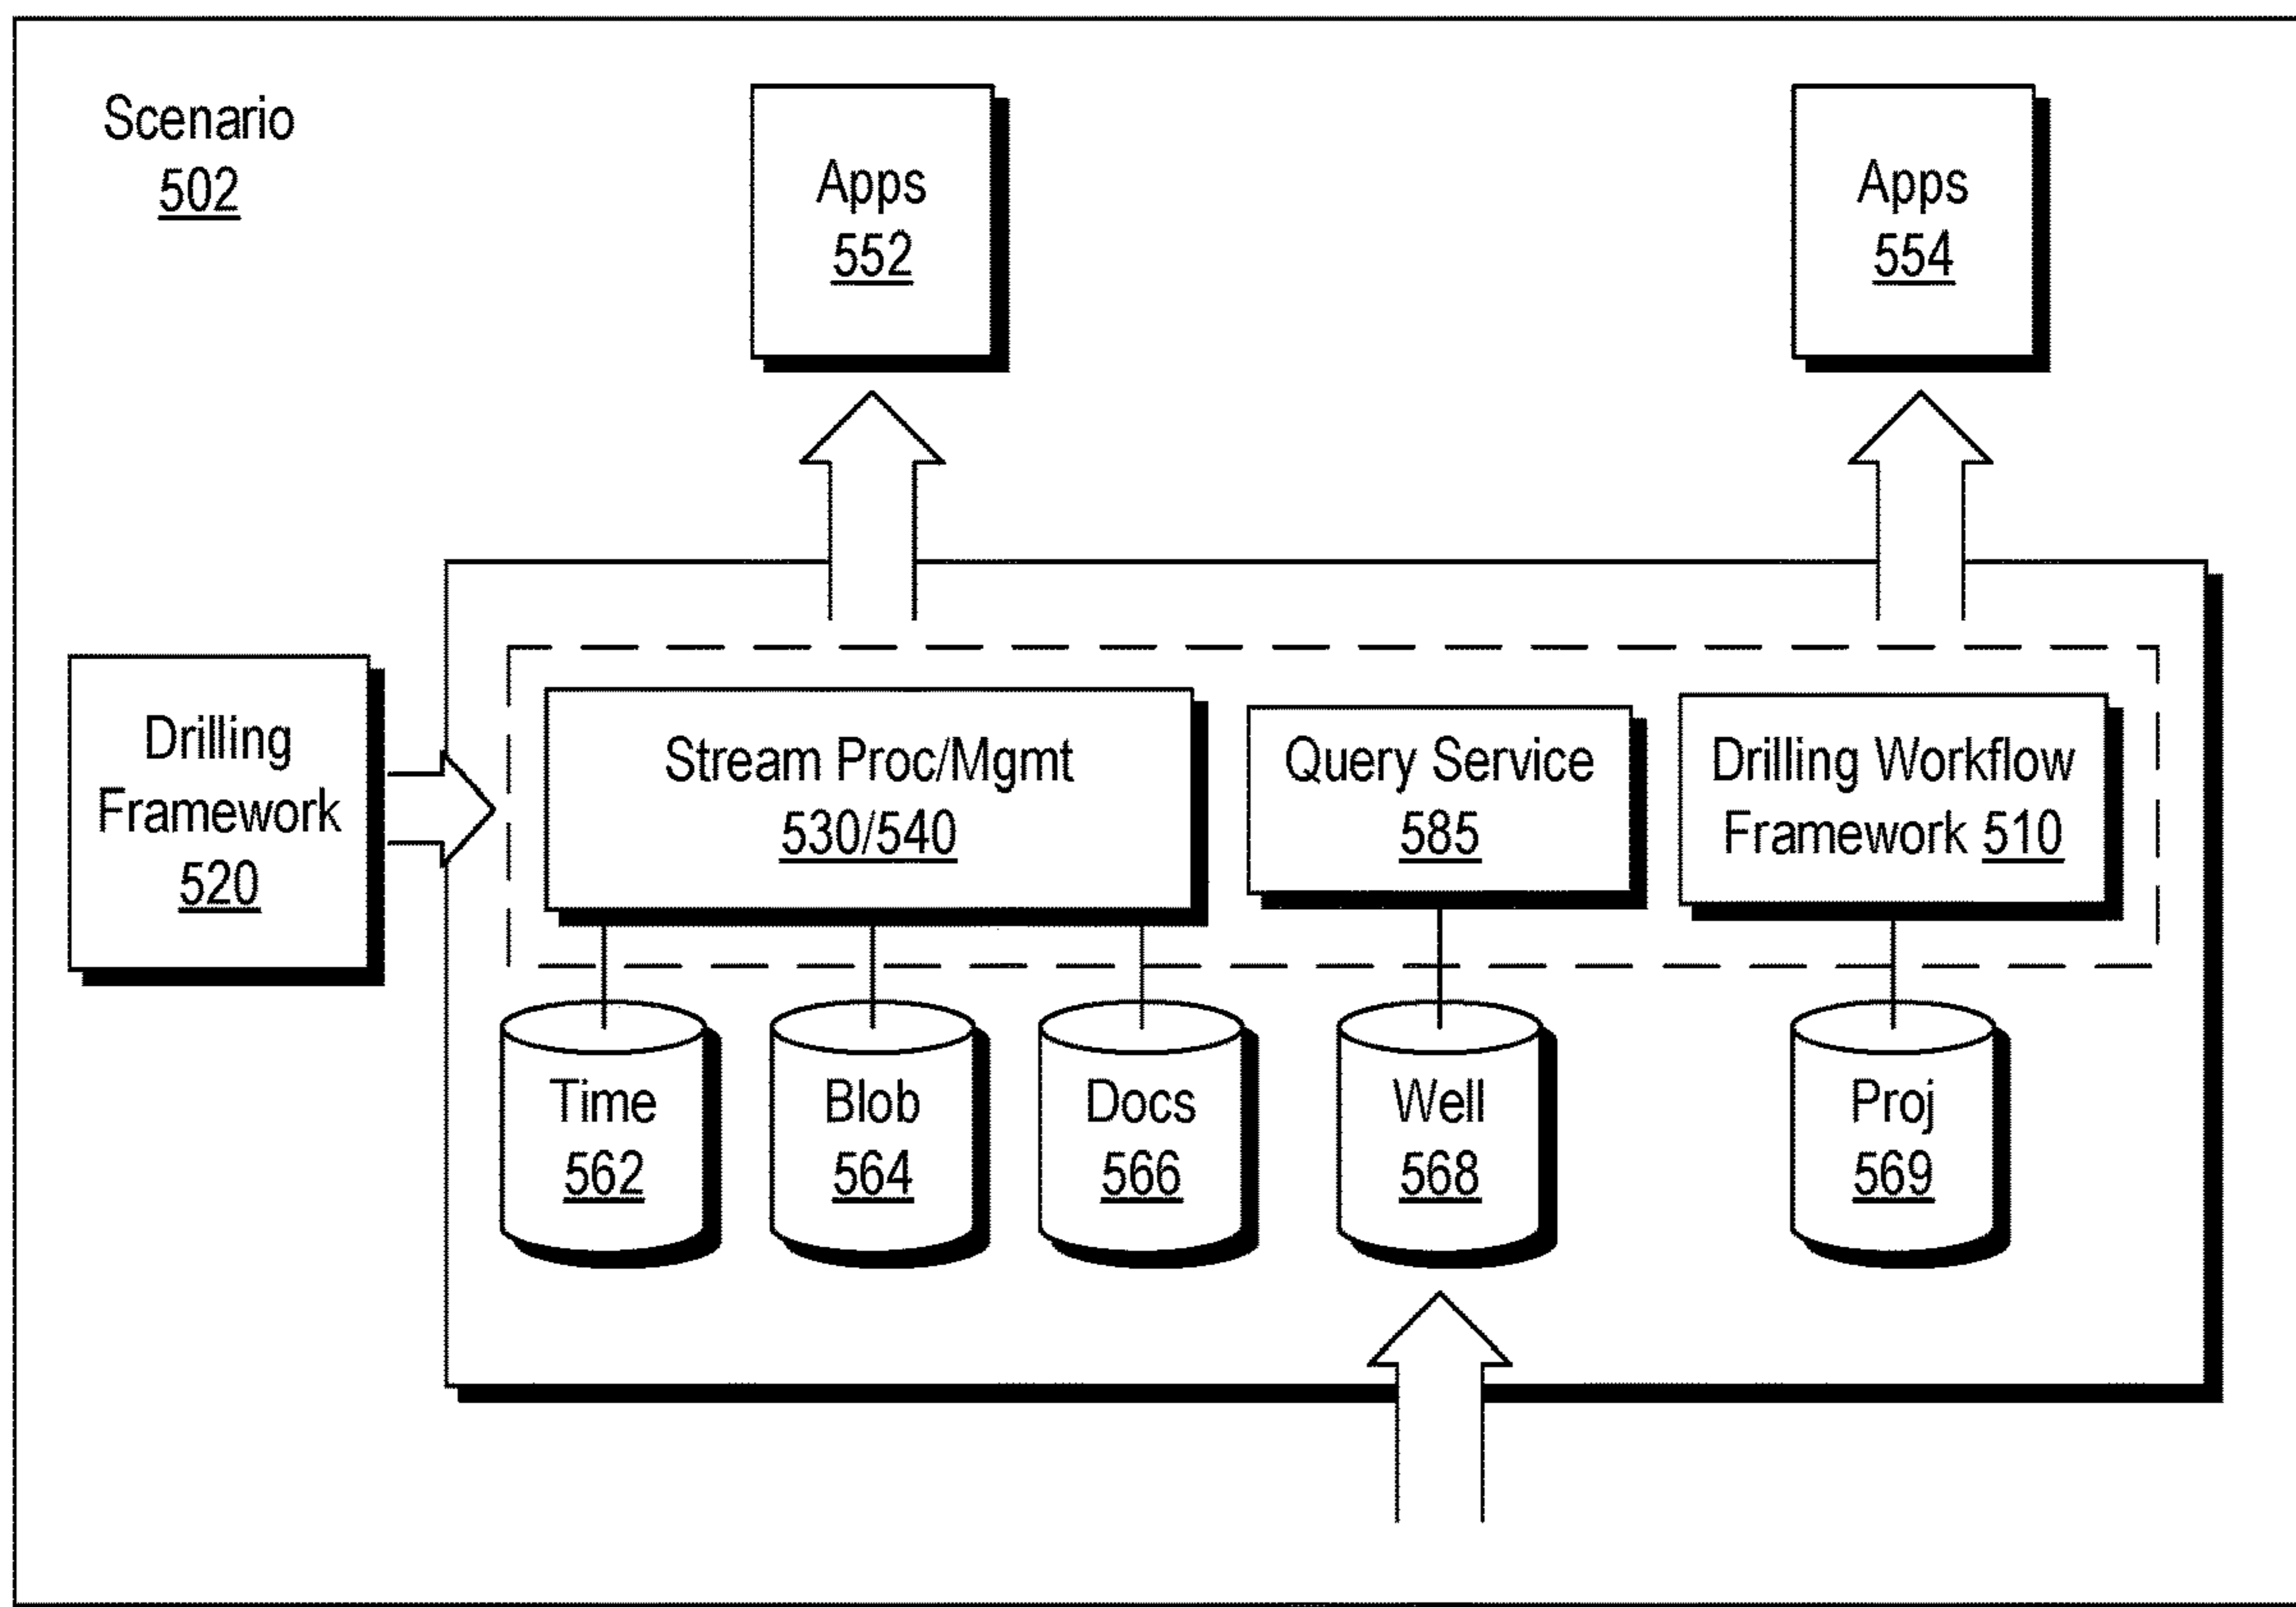 Scenario
502
Apps
552
Apps
554
Drilling
Framework
520
Stream Proc/Mgmt
530/540
Query Service
585
Drilling Workflow
Framework 510
Time
562
Blob
564
Docs
566
Well
568
Proj
569